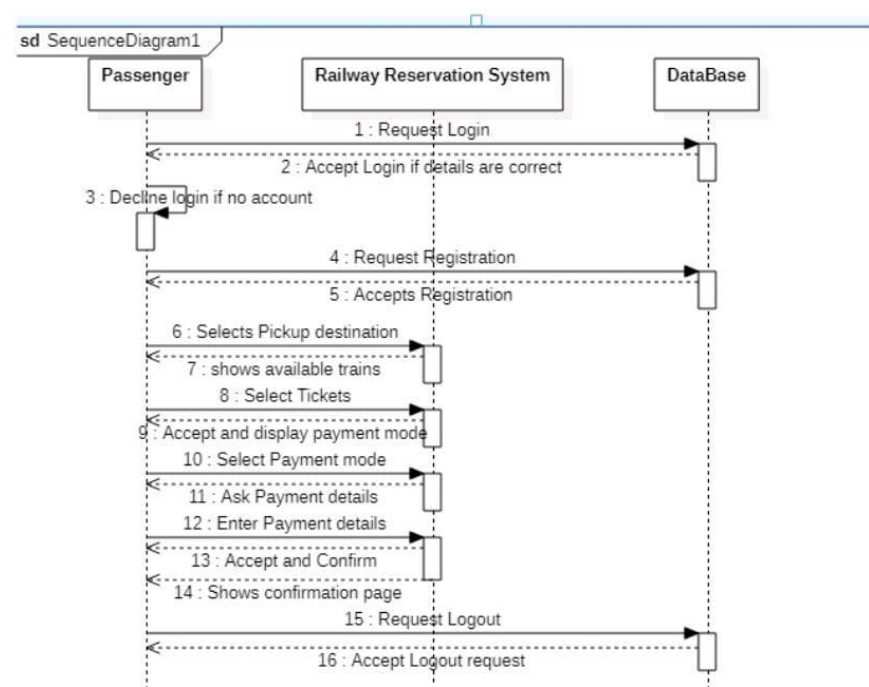 sd SequenceDiagram1
Passenger
Railway Reservation System
DataBase
1 : Request Login
2 : Accept Login if details are correct
3 : Decline login if no account
4 : Request Registration
5 : Accepts Registration
6 : Selects Pickup destination
7 : shows available trains
8 : Select Tickets
9 : Accept and display payment mode
10 : Select Payment mode
11 : Ask Payment details
12 : Enter Payment details
13 : Accept and Confirm
14 : Shows confirmation page
15 : Request Logout
16 : Accept Logout request